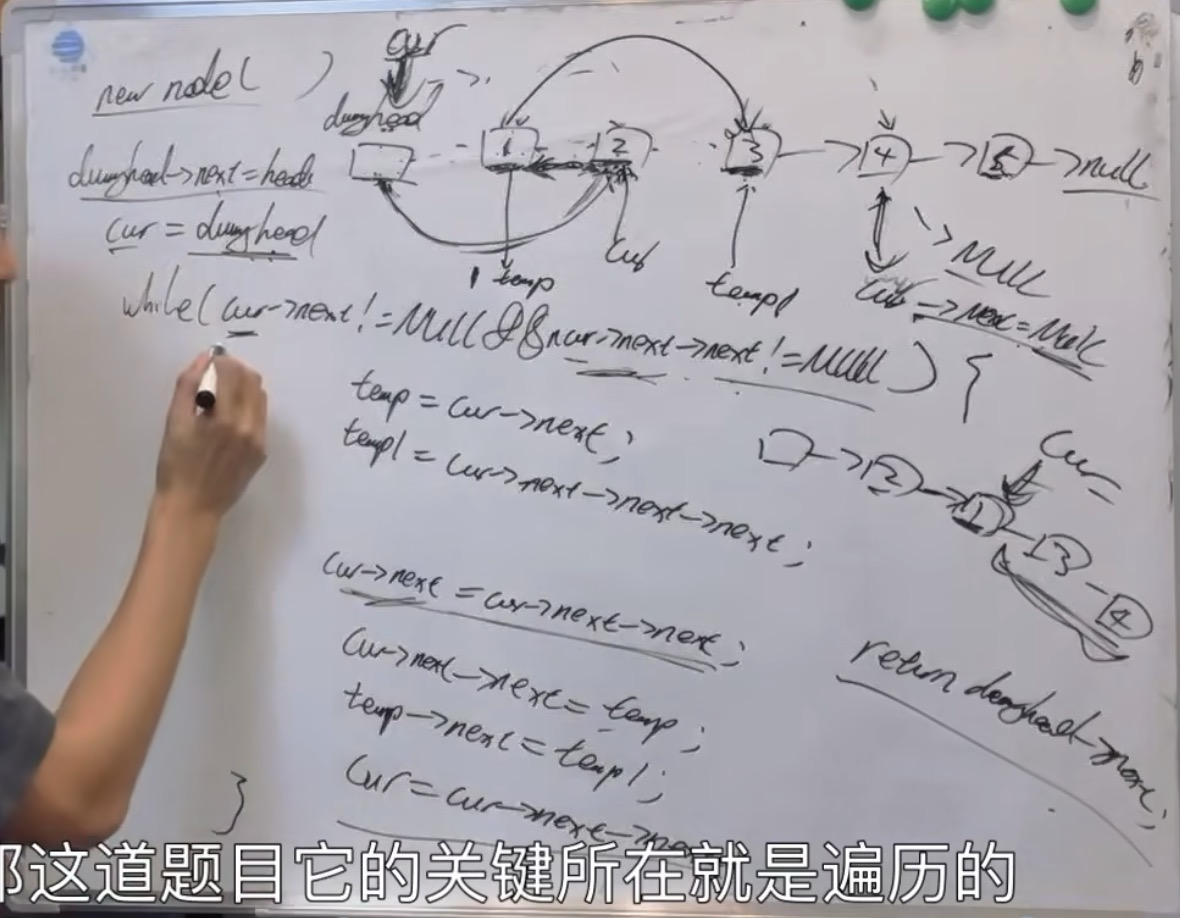 new node( )
cur
dumyhead
1 2 3 -> 4 -> 5 -> null
dumyhead->next=head
cur = dumyhead
1 temp
cur
temp1
NULL
cur->next=NULL
while(cur->next!=NULL&&cur->next->next!=NULL){
temp=cur->next;
temp1=cur->next->next->next;
cur
2 -> 1 - 3 - 4
cur->next=cur->next->next;
cur->next->next=temp;
temp->next=temp1;
cur=cur->next->next
return dumyhead->next;
}
那这道题目它的关键所在就是遍历的